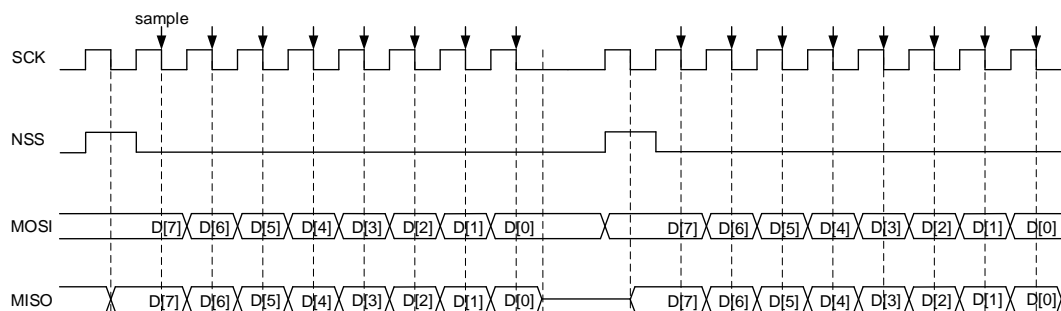 sample
SCK
NSS
MOSI D[7] D[6] D[5] D[4] D[3] D[2] D[1] D[0] D[7] D[6] D[5] D[4] D[3] D[2] D[1] D[0]
MISO D[7] D[6] D[5] D[4] D[3] D[2] D[1] D[0] D[7] D[6] D[5] D[4] D[3] D[2] D[1] D[0]